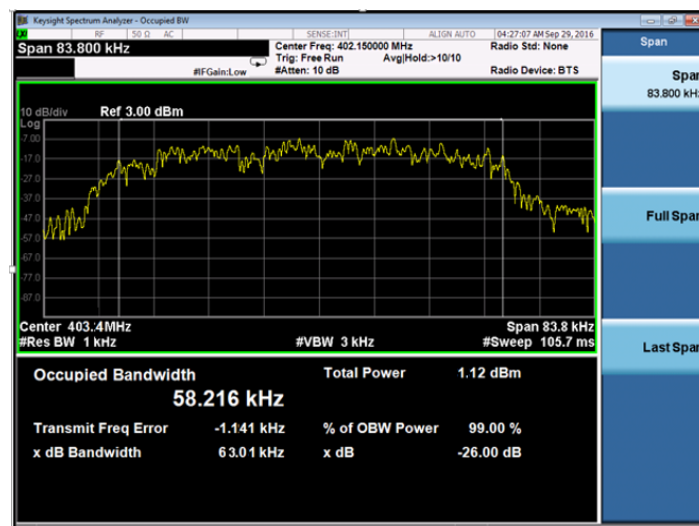 Keysight Spectrum Analyzer - Occupied BW
RF 50 Ω AC SENSE:INT ALIGN AUTO 04:27:07 AM Sep 29, 2016
Span 83.800 kHz
Center Freq: 402.150000 MHz Radio Std: None
Trig: Free Run Avg|Hold:>10/10
#IFGain:Low #Atten: 10 dB Radio Device: BTS
10 dB/div Ref 3.00 dBm
Log
-7.00
-17.0
-27.0
-37.0
-47.0
-57.0
-67.0
-77.0
-87.0
Center 403.:4MHz Span 83.8 kHz
#Res BW 1 kHz #VBW 3 kHz #Sweep 105.7 ms
Occupied Bandwidth Total Power 1.12 dBm
58.216 kHz
Transmit Freq Error -1.141 kHz % of OBW Power 99.00 %
x dB Bandwidth 63.01 kHz x dB -26.00 dB
Span
Span
83.800 kHz
Full Span
Last Span